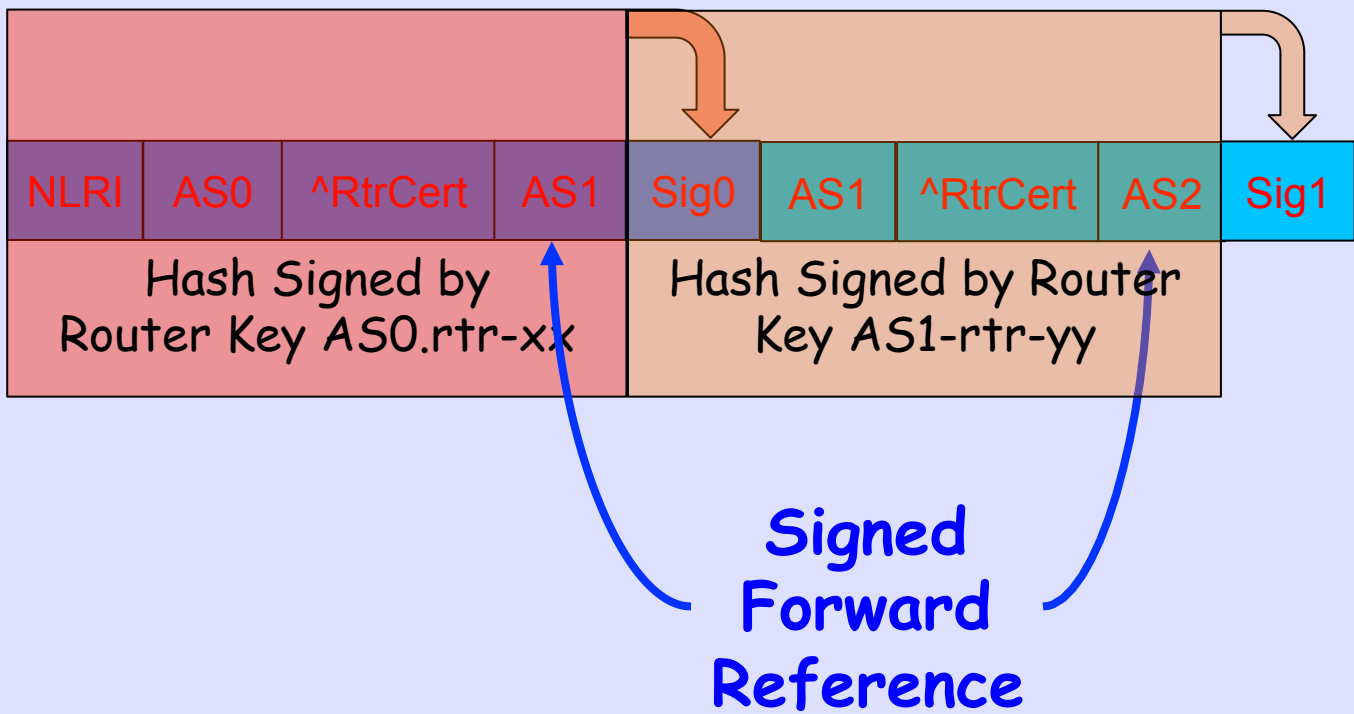 NLRI AS0 ^RtrCert AS1 Sig0 AS1 ^RtrCert AS2 Sig1
Hash Signed by
Router Key AS0.rtr-xx
Hash Signed by Router
Key AS1-rtr-yy
Signed
Forward
Reference